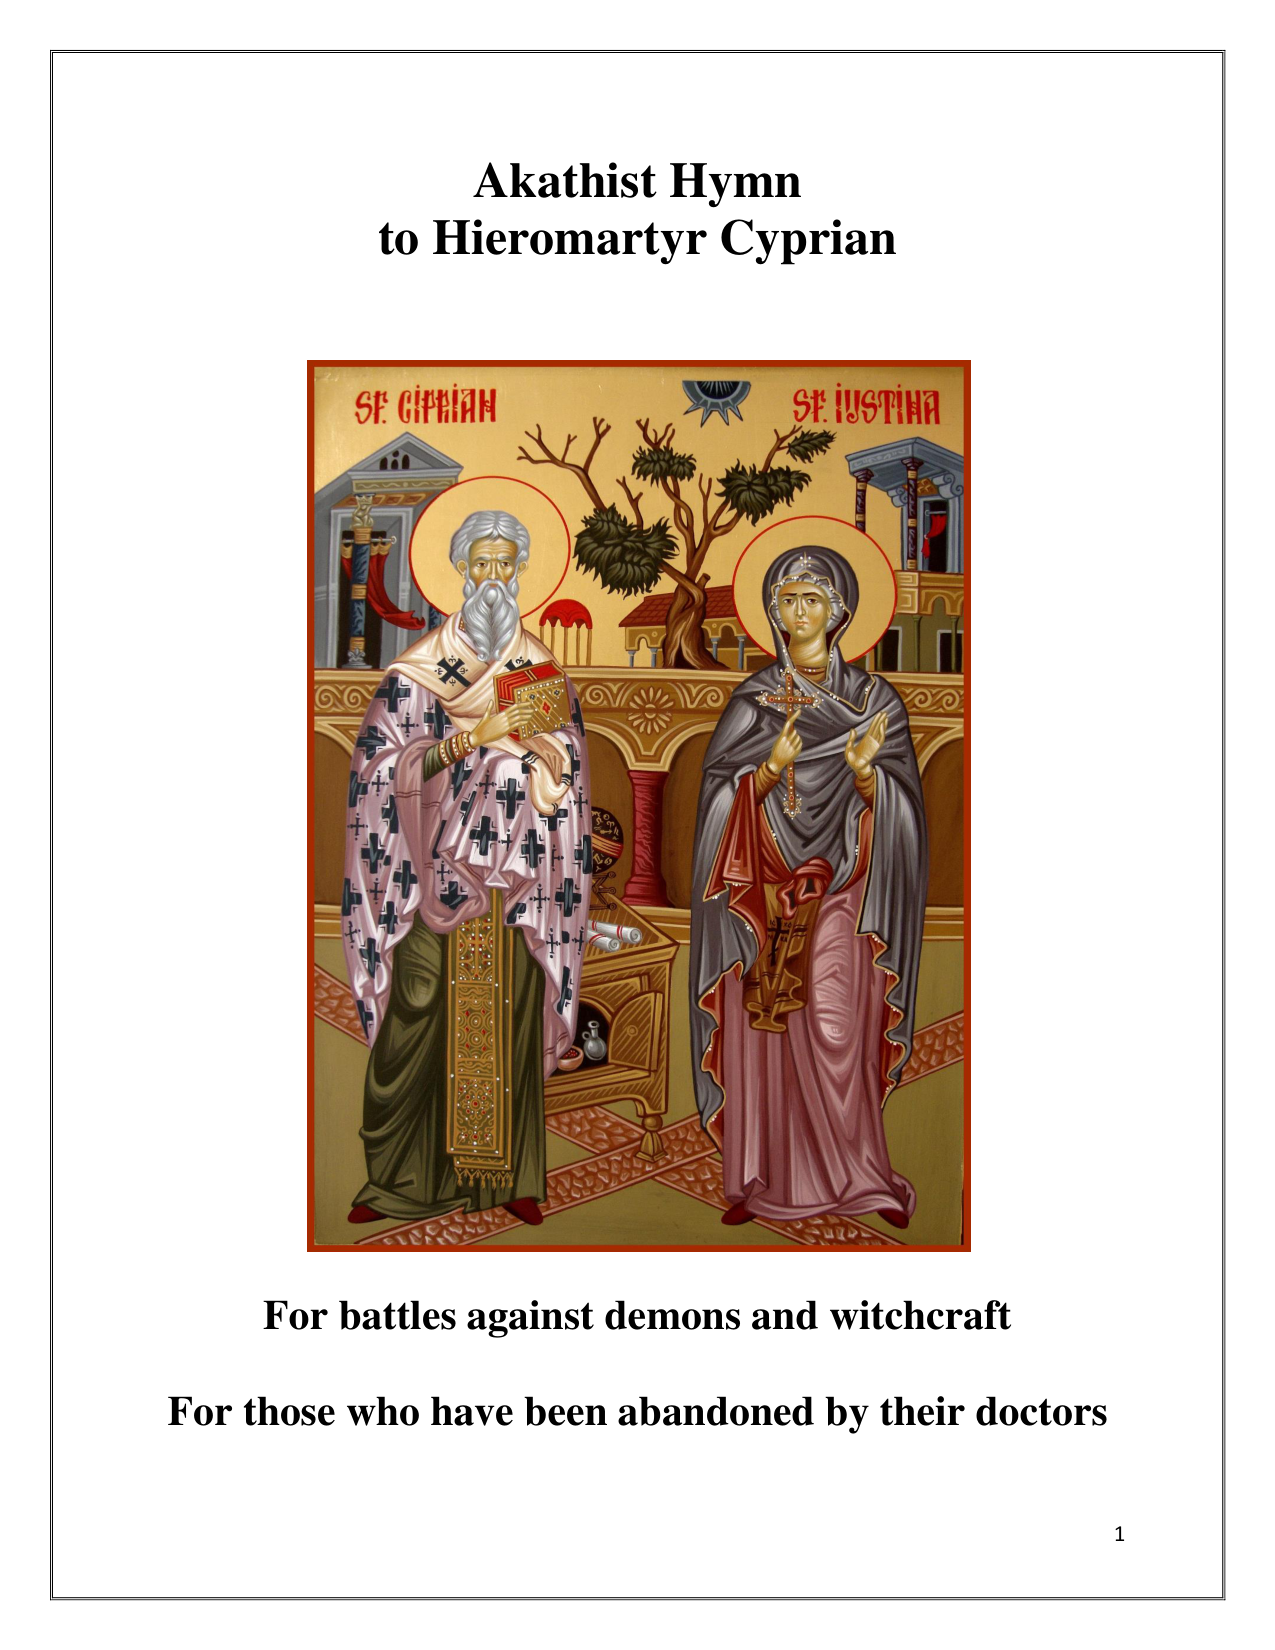 Akathist Hymn
to Hieromartyr Cyprian
SF. CIPRIAN
SF. IUSTINA
For battles against demons and witchcraft
For those who have been abandoned by their doctors
1